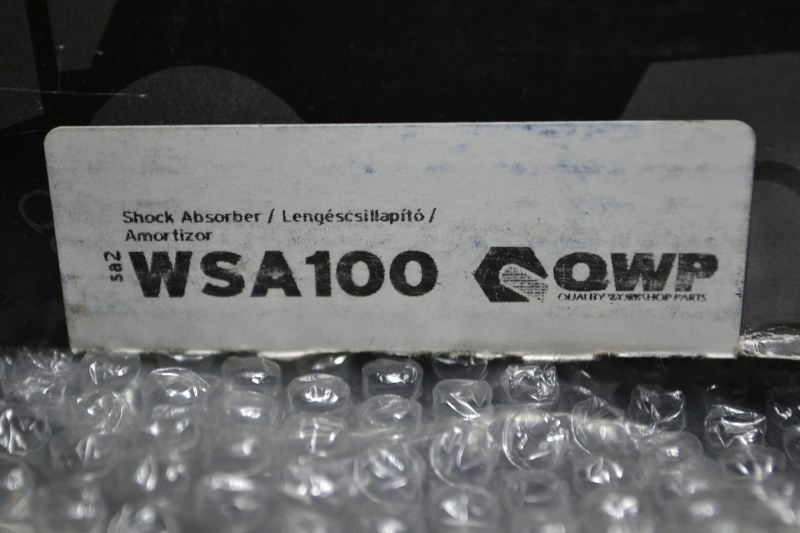 Shock Absorber / Lengéscsillapító /
Amortizor
sa2
WSA100
QWP
QUALITY WORKSHOP PARTS